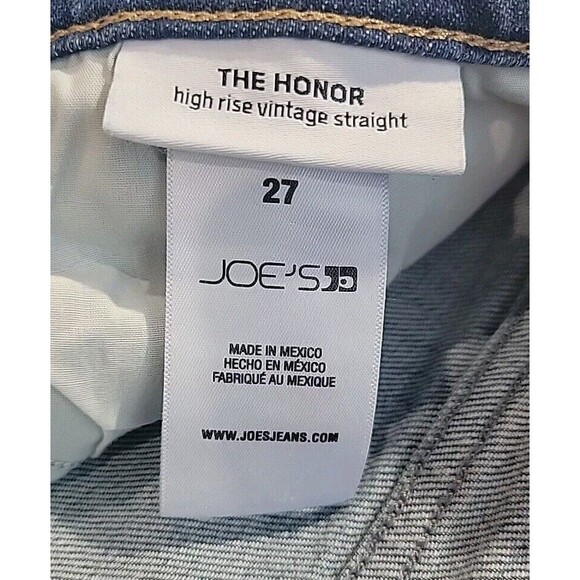 THE HONOR
high rise vintage straight
27
JOE'S
MADE IN MEXICO
HECHO EN MÉXICO
FABRIQUÉ AU MEXIQUE
WWW.JOESJEANS.COM